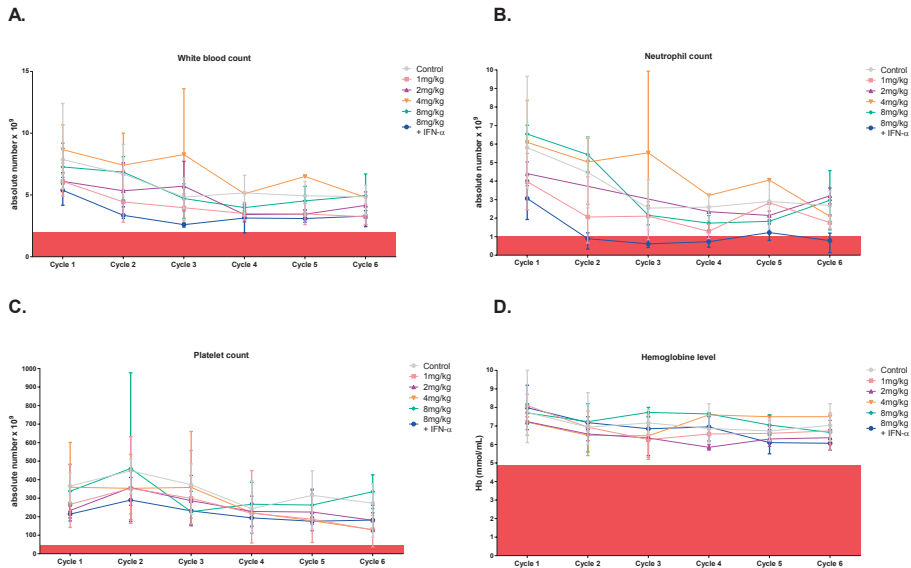 A.
White blood count
absolute number x 10⁹
15
10
5
0
Cycle 1 Cycle 2 Cycle 3 Cycle 4 Cycle 5 Cycle 6
Control
1mg/kg
2mg/kg
4mg/kg
8mg/kg
8mg/kg
+ IFN-α
B.
Neutrophil count
absolute number x 10⁹
10
9
8
7
6
5
4
3
2
1
0
Cycle 1 Cycle 2 Cycle 3 Cycle 4 Cycle 5 Cycle 6
Control
1mg/kg
2mg/kg
4mg/kg
8mg/kg
8mg/kg
+ IFN-α
C.
Platelet count
absolute number x 10⁹
1000
900
800
700
600
500
400
300
200
100
0
Cycle 1 Cycle 2 Cycle 3 Cycle 4 Cycle 5 Cycle 6
Control
1mg/kg
2mg/kg
4mg/kg
8mg/kg
8mg/kg
+ IFN-α
D.
Hemoglobine level
Hb (mmol/mL)
10
9
8
7
6
5
4
3
2
1
0
Cycle 1 Cycle 2 Cycle 3 Cycle 4 Cycle 5 Cycle 6
Control
1mg/kg
2mg/kg
4mg/kg
8mg/kg
8mg/kg
+ IFN-α